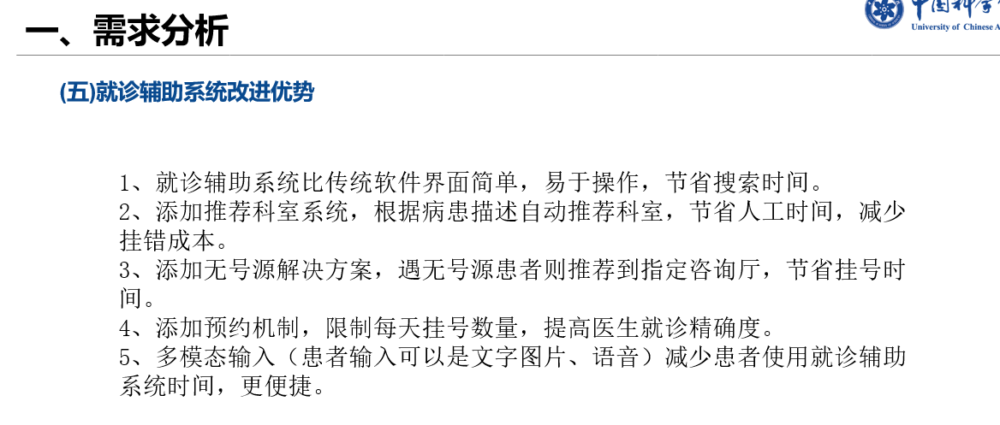 一、需求分析
中国科学
University of Chinese A
(五)就诊辅助系统改进优势
1、就诊辅助系统比传统软件界面简单，易于操作，节省搜索时间。
2、添加推荐科室系统，根据病患描述自动推荐科室，节省人工时间，减少
挂错成本。
3、添加无号源解决方案，遇无号源患者则推荐到指定咨询厅，节省挂号时
间。
4、添加预约机制，限制每天挂号数量，提高医生就诊精确度。
5、多模态输入（患者输入可以是文字图片、语音）减少患者使用就诊辅助
系统时间，更便捷。